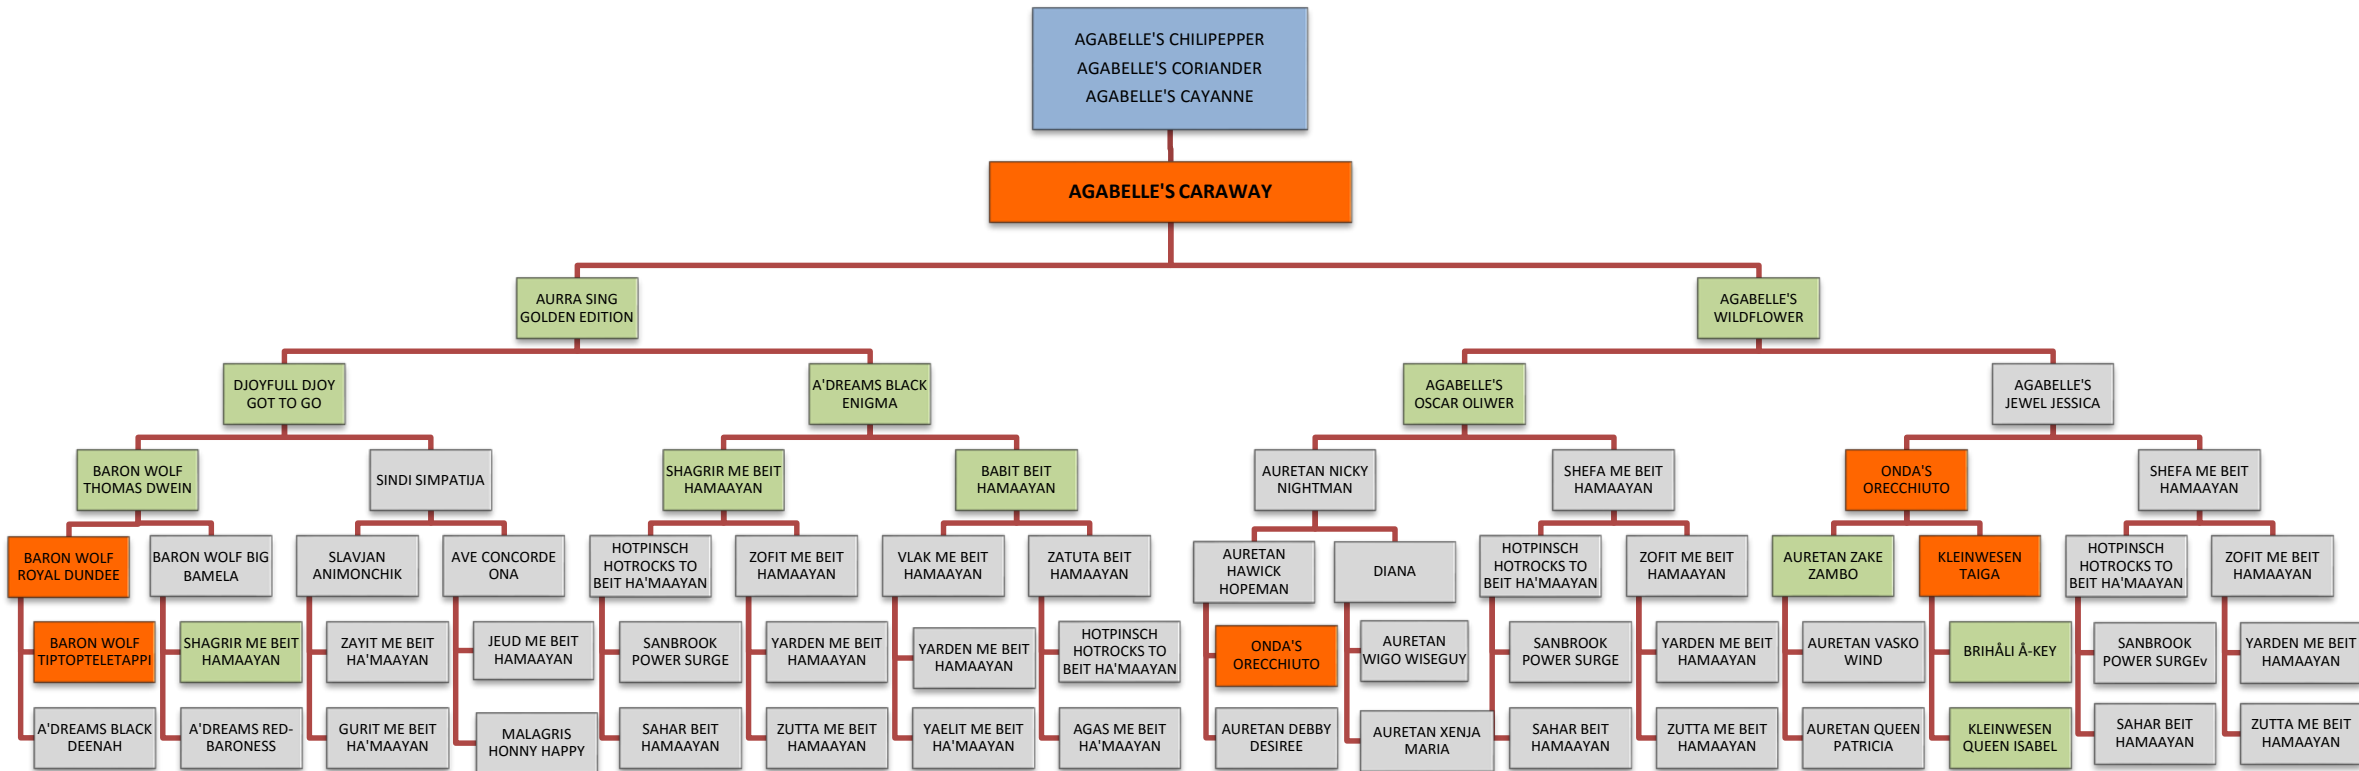 AGABELLE'S CHILIPEPPER
AGABELLE'S CORIANDER
AGABELLE'S CAYANNE
AGABELLE'S CARAWAY
AURRA SING
GOLDEN EDITION
AGABELLE'S
WILDFLOWER
DJOYFULL DJOY
GOT TO GO
A'DREAMS BLACK
ENIGMA
AGABELLE'S
OSCAR OLIWER
AGABELLE'S
JEWEL JESSICA
BARON WOLF
THOMAS DWEIN
SINDI SIMPATIJA
SHAGRIR ME BEIT
HAMAAYAN
BABIT BEIT
HAMAAYAN
AURETAN NICKY
NIGHTMAN
SHEFA ME BEIT
HAMAAYAN
ONDA'S
ORECCHIUTO
SHEFA ME BEIT
HAMAAYAN
BARON WOLF
ROYAL DUNDEE
BARON WOLF BIG
BAMELA
SLAVJAN
ANIMONCHIK
AVE CONCORDE
ONA
HOTPINSCH
HOTROCKS TO
BEIT HA'MAAYAN
ZOFIT ME BEIT
HAMAAYAN
VLAK ME BEIT
HAMAAYAN
ZATUTA BEIT
HAMAAYAN
AURETAN
HAWICK
HOPEMAN
DIANA
HOTPINSCH
HOTROCKS TO
BEIT HA'MAAYAN
ZOFIT ME BEIT
HAMAAYAN
AURETAN ZAKE
ZAMBO
KLEINWESEN
TAIGA
HOTPINSCH
HOTROCKS TO
BEIT HA'MAAYAN
ZOFIT ME BEIT
HAMAAYAN
BARON WOLF
TIPTOPTELETAPPI
SHAGRIR ME BEIT
HAMAAYAN
ZAYIT ME BEIT
HA'MAAYAN
JEUD ME BEIT
HAMAAYAN
SANBROOK
POWER SURGE
YARDEN ME BEIT
HAMAAYAN
YARDEN ME BEIT
HAMAAYAN
HOTPINSCH
HOTROCKS TO
BEIT HA'MAAYAN
ONDA'S
ORECCHIUTO
AURETAN
WIGO WISEGUY
SANBROOK
POWER SURGE
YARDEN ME BEIT
HAMAAYAN
AURETAN VASKO
WIND
BRIHÅLI Å-KEY
SANBROOK
POWER SURGEv
YARDEN ME BEIT
HAMAAYAN
A'DREAMS BLACK
DEENAH
A'DREAMS RED-
BARONESS
GURIT ME BEIT
HA'MAAYAN
MALAGRIS
HONNY HAPPY
SAHAR BEIT
HAMAAYAN
ZUTTA ME BEIT
HAMAAYAN
YAELIT ME BEIT
HA'MAAYAN
AGAS ME BEIT
HA'MAAYAN
AURETAN DEBBY
DESIREE
AURETAN XENJA
MARIA
SAHAR BEIT
HAMAAYAN
ZUTTA ME BEIT
HAMAAYAN
AURETAN QUEEN
PATRICIA
KLEINWESEN
QUEEN ISABEL
SAHAR BEIT
HAMAAYAN
ZUTTA ME BEIT
HAMAAYAN